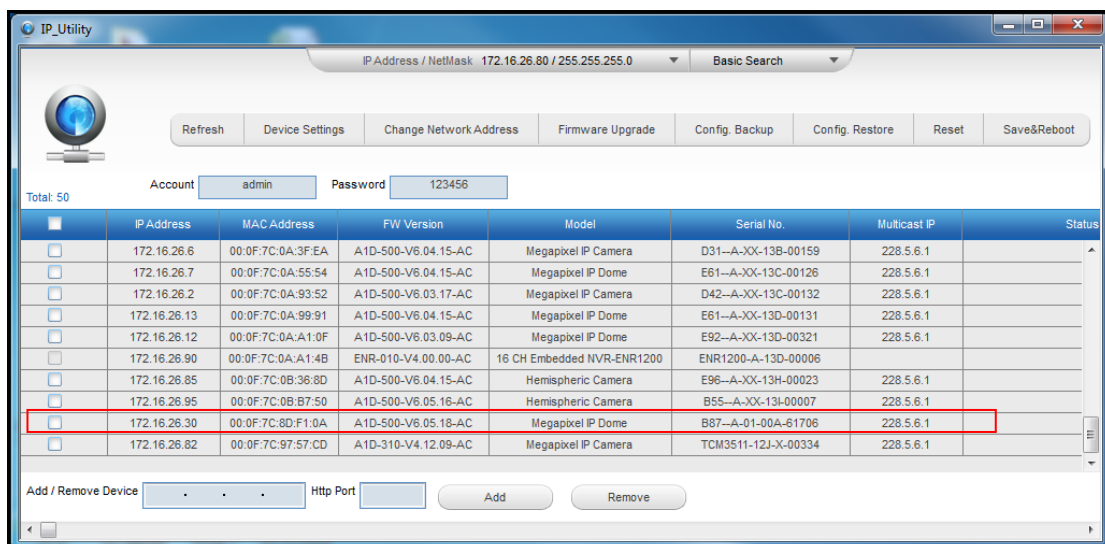 IP_Utility
IP Address / NetMask 172.16.26.80 / 255.255.255.0 Basic Search
Refresh Device Settings Change Network Address Firmware Upgrade Config. Backup Config. Restore Reset Save&Reboot
Account admin Password 123456
Total: 50
IP Address MAC Address FW Version Model Serial No. Multicast IP Status
172.16.26.6 00:0F:7C:0A:3F:EA A1D-500-V6.04.15-AC Megapixel IP Camera D31--A-XX-13B-00159 228.5.6.1
172.16.26.7 00:0F:7C:0A:55:54 A1D-500-V6.04.15-AC Megapixel IP Dome E61--A-XX-13C-00126 228.5.6.1
172.16.26.2 00:0F:7C:0A:93:52 A1D-500-V6.03.17-AC Megapixel IP Camera D42--A-XX-13C-00132 228.5.6.1
172.16.26.13 00:0F:7C:0A:99:91 A1D-500-V6.04.15-AC Megapixel IP Dome E61--A-XX-13D-00131 228.5.6.1
172.16.26.12 00:0F:7C:0A:A1:0F A1D-500-V6.03.09-AC Megapixel IP Dome E92--A-XX-13D-00321 228.5.6.1
172.16.26.90 00:0F:7C:0A:A1:4B ENR-010-V4.00.00-AC 16 CH Embedded NVR-ENR1200 ENR1200-A-13D-00006
172.16.26.85 00:0F:7C:0B:36:8D A1D-500-V6.04.15-AC Hemispheric Camera E96--A-XX-13H-00023 228.5.6.1
172.16.26.95 00:0F:7C:0B:B7:50 A1D-500-V6.05.16-AC Hemispheric Camera B55--A-XX-13I-00007 228.5.6.1
172.16.26.30 00:0F:7C:8D:F1:0A A1D-500-V6.05.18-AC Megapixel IP Dome B87--A-01-00A-61706 228.5.6.1
172.16.26.82 00:0F:7C:97:57:CD A1D-310-V4.12.09-AC Megapixel IP Camera TCM3511-12J-X-00334 228.5.6.1
Add / Remove Device . . . Http Port Add Remove